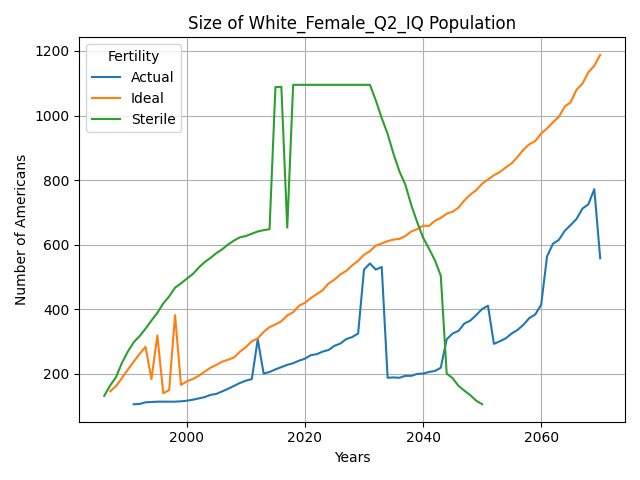 Size of White_Female_Q2_IQ Population
Fertility
Actual
Ideal
Sterile
Number of Americans
1200
1000
800
600
400
200
2000
2020
2040
2060
Years